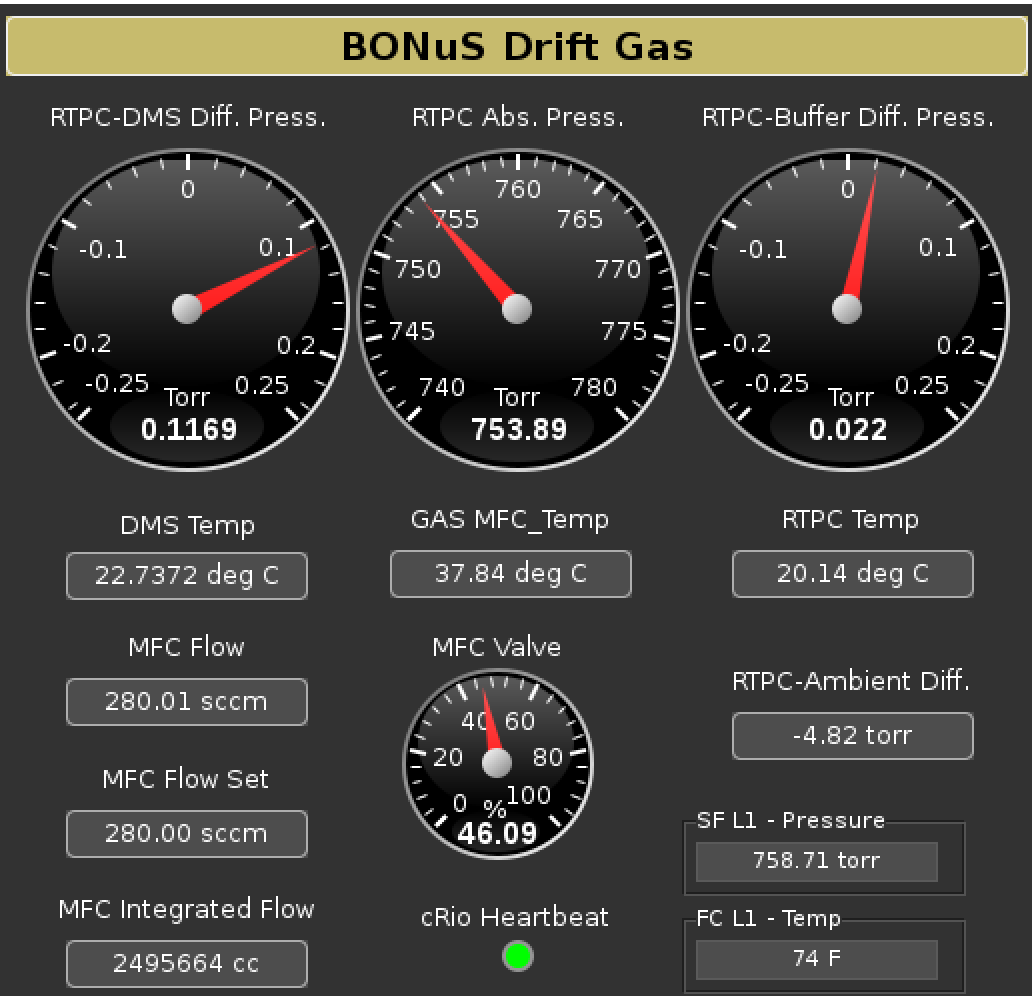 BONuS Drift Gas
RTPC-DMS Diff. Press.
0
-0.1
0.1
-0.2
0.2
-0.25
0.25
Torr
0.1169
RTPC Abs. Press.
760
755
765
750
770
745
775
740
780
Torr
753.89
RTPC-Buffer Diff. Press.
0
-0.1
0.1
-0.2
0.2
-0.25
0.25
Torr
0.022
DMS Temp
22.7372 deg C
GAS MFC_Temp
37.84 deg C
RTPC Temp
20.14 deg C
MFC Flow
280.01 sccm
MFC Flow Set
280.00 sccm
MFC Integrated Flow
2495664 cc
MFC Valve
40 60
20 80
0 100
%
46.09
cRio Heartbeat
RTPC-Ambient Diff.
-4.82 torr
SF L1 - Pressure
758.71 torr
FC L1 - Temp
74 F